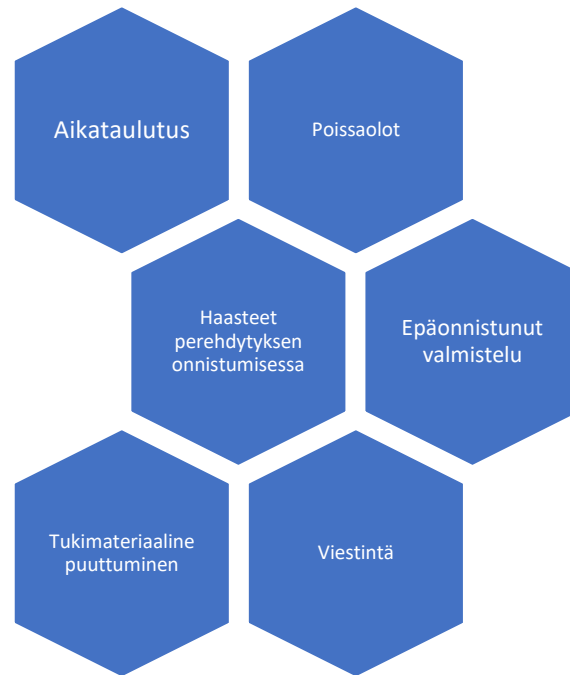 Aikataulutus
Poissaolot
Haasteet
perehdytyksen
onnistumisessa
Epäonnistunut
valmistelu
Tukimateriaaline
puuttuminen
Viestintä